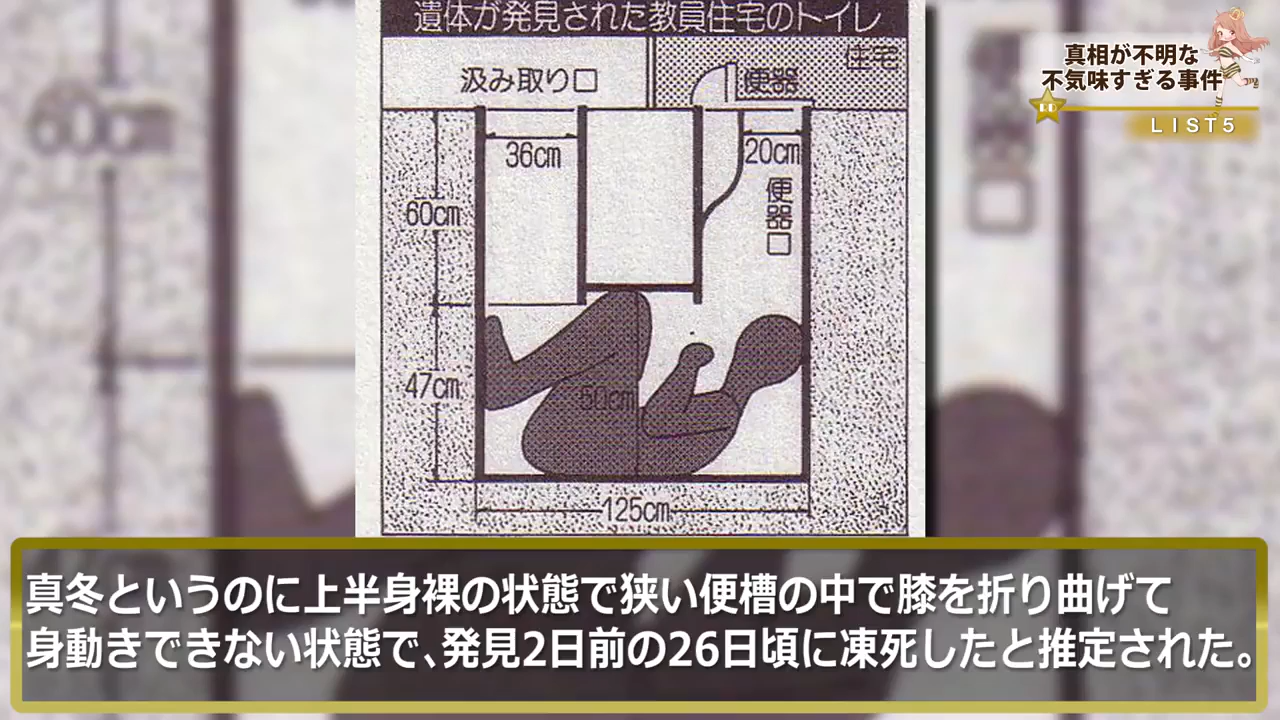 遺体が発見された教員住宅のトイレ
真相が不明な
不気味すぎる事件
RD
LIST5
住宅
汲み取り口
便器
36cm
20cm
便器口
60cm
47cm
50cm
125cm
真冬というのに上半身裸の状態で狭い便槽の中で膝を折り曲げて
身動きできない状態で、発見2日前の26日頃に凍死したと推定された。